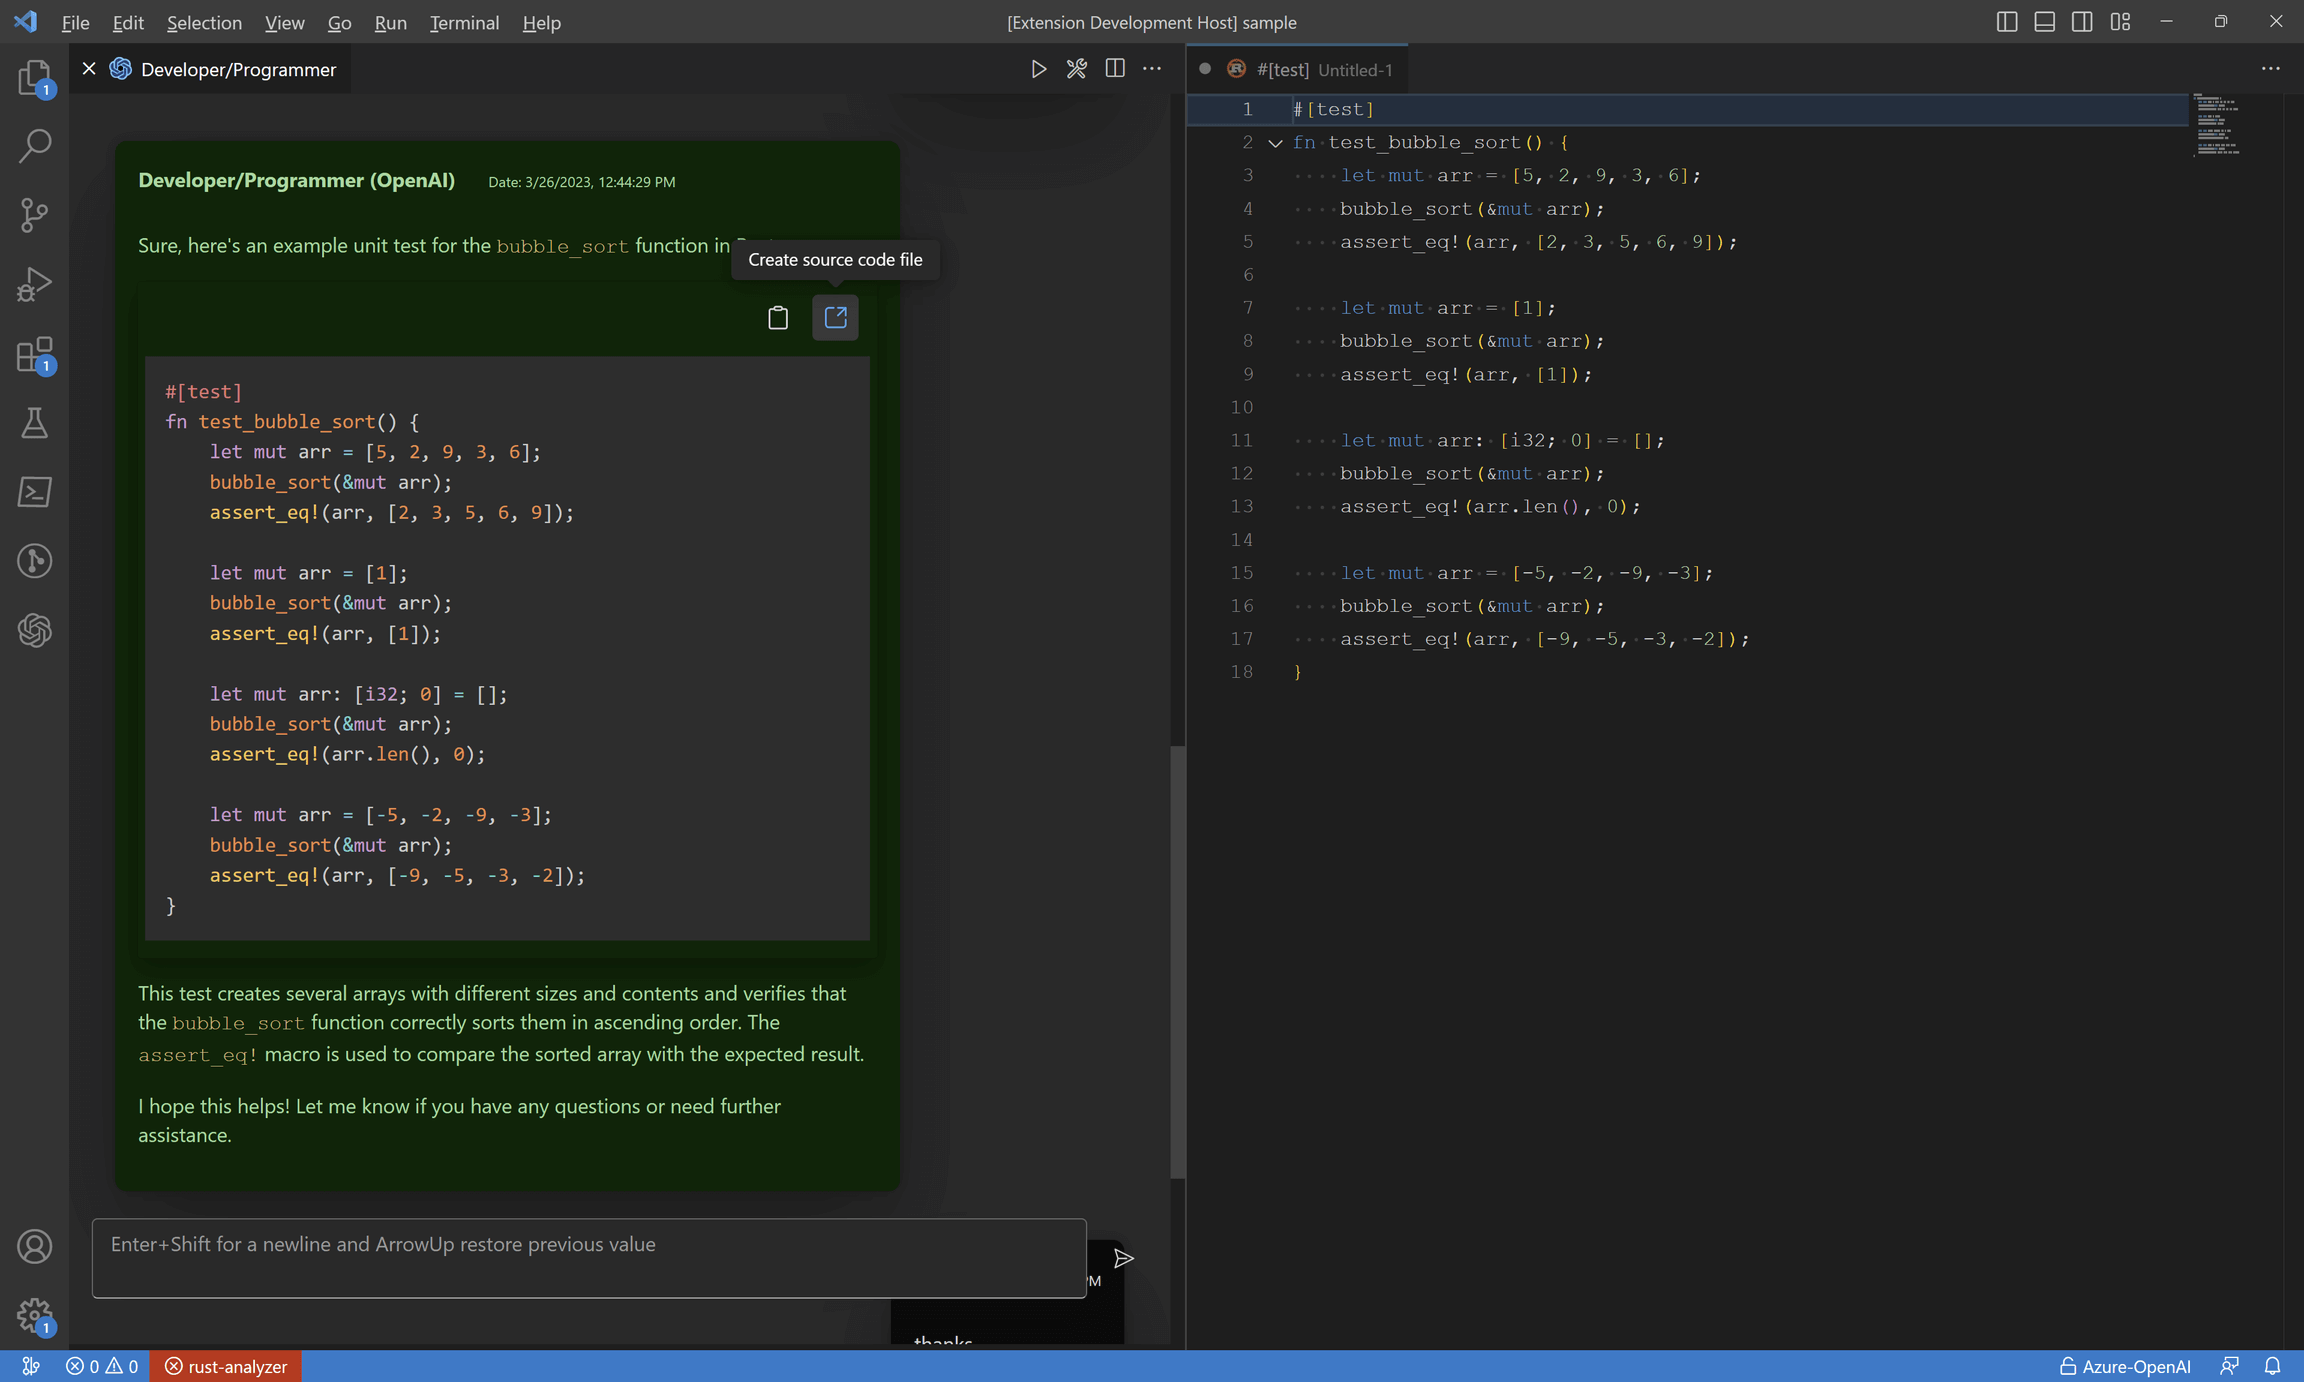 File Edit Selection View Go Run Terminal Help
[Extension Development Host] sample
Developer/Programmer
1
Developer/Programmer (OpenAI) Date: 3/26/2023, 12:44:29 PM
Sure, here's an example unit test for the bubble_sort function in
Create source code file
#[test]
fn test_bubble_sort() {
    let mut arr = [5, 2, 9, 3, 6];
    bubble_sort(&mut arr);
    assert_eq!(arr, [2, 3, 5, 6, 9]);
    let mut arr = [1];
    bubble_sort(&mut arr);
    assert_eq!(arr, [1]);
    let mut arr: [i32; 0] = [];
    bubble_sort(&mut arr);
    assert_eq!(arr.len(), 0);
    let mut arr = [-5, -2, -9, -3];
    bubble_sort(&mut arr);
    assert_eq!(arr, [-9, -5, -3, -2]);
}
This test creates several arrays with different sizes and contents and verifies that
the bubble_sort function correctly sorts them in ascending order. The
assert_eq! macro is used to compare the sorted array with the expected result.
I hope this helps! Let me know if you have any questions or need further
assistance.
Enter+Shift for a newline and ArrowUp restore previous value
PM
thanks
1
1
#[test] Untitled-1
1 #[test]
2 fn test_bubble_sort() {
3     let mut arr = [5, 2, 9, 3, 6];
4     bubble_sort(&mut arr);
5     assert_eq!(arr, [2, 3, 5, 6, 9]);
6
7     let mut arr = [1];
8     bubble_sort(&mut arr);
9     assert_eq!(arr, [1]);
10
11     let mut arr: [i32; 0] = [];
12     bubble_sort(&mut arr);
13     assert_eq!(arr.len(), 0);
14
15     let mut arr = [-5, -2, -9, -3];
16     bubble_sort(&mut arr);
17     assert_eq!(arr, [-9, -5, -3, -2]);
18 }
0 0 rust-analyzer
Azure-OpenAI